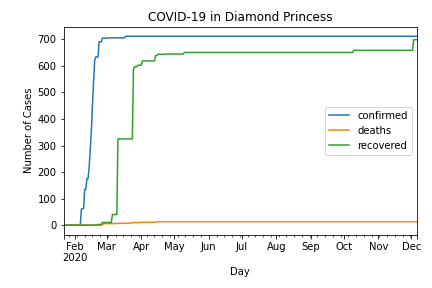 COVID-19 in Diamond Princess
Number of Cases
700
600
500
400
300
200
100
0
confirmed
deaths
recovered
Feb Mar Apr May Jun Jul Aug Sep Oct Nov Dec
2020
Day